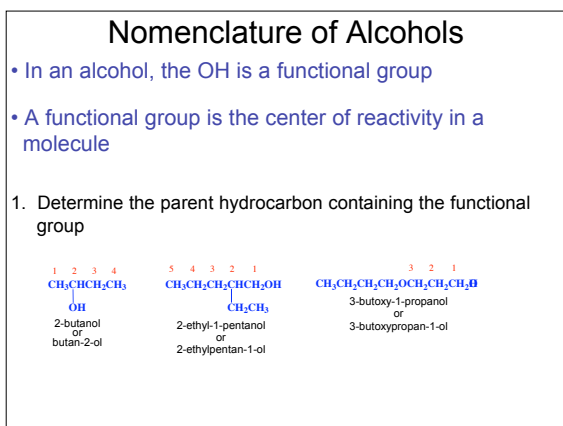 Nomenclature of Alcohols
• In an alcohol, the OH is a functional group
• A functional group is the center of reactivity in a
molecule
1. Determine the parent hydrocarbon containing the functional
group
1 2 3 4
CH₃CHCH₂CH₃
OH
2-butanol
or
butan-2-ol
5 4 3 2 1
CH₃CH₂CH₂CHCH₂OH
CH₂CH₃
2-ethyl-1-pentanol
or
2-ethylpentan-1-ol
3 2 1
CH₃CH₂CH₂CH₂OCH₂CH₂CH₂OH
3-butoxy-1-propanol
or
3-butoxypropan-1-ol